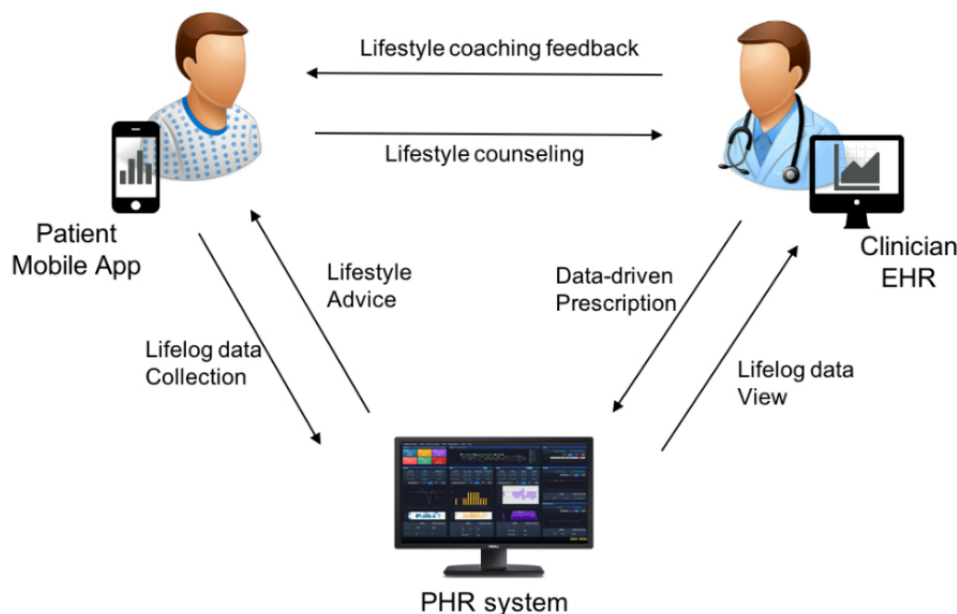 Lifestyle coaching feedback
Lifestyle counseling
Patient
Mobile App
Clinician
EHR
Lifestyle
Advice
Data-driven
Prescription
Lifelog data
Collection
Lifelog data
View
PHR system